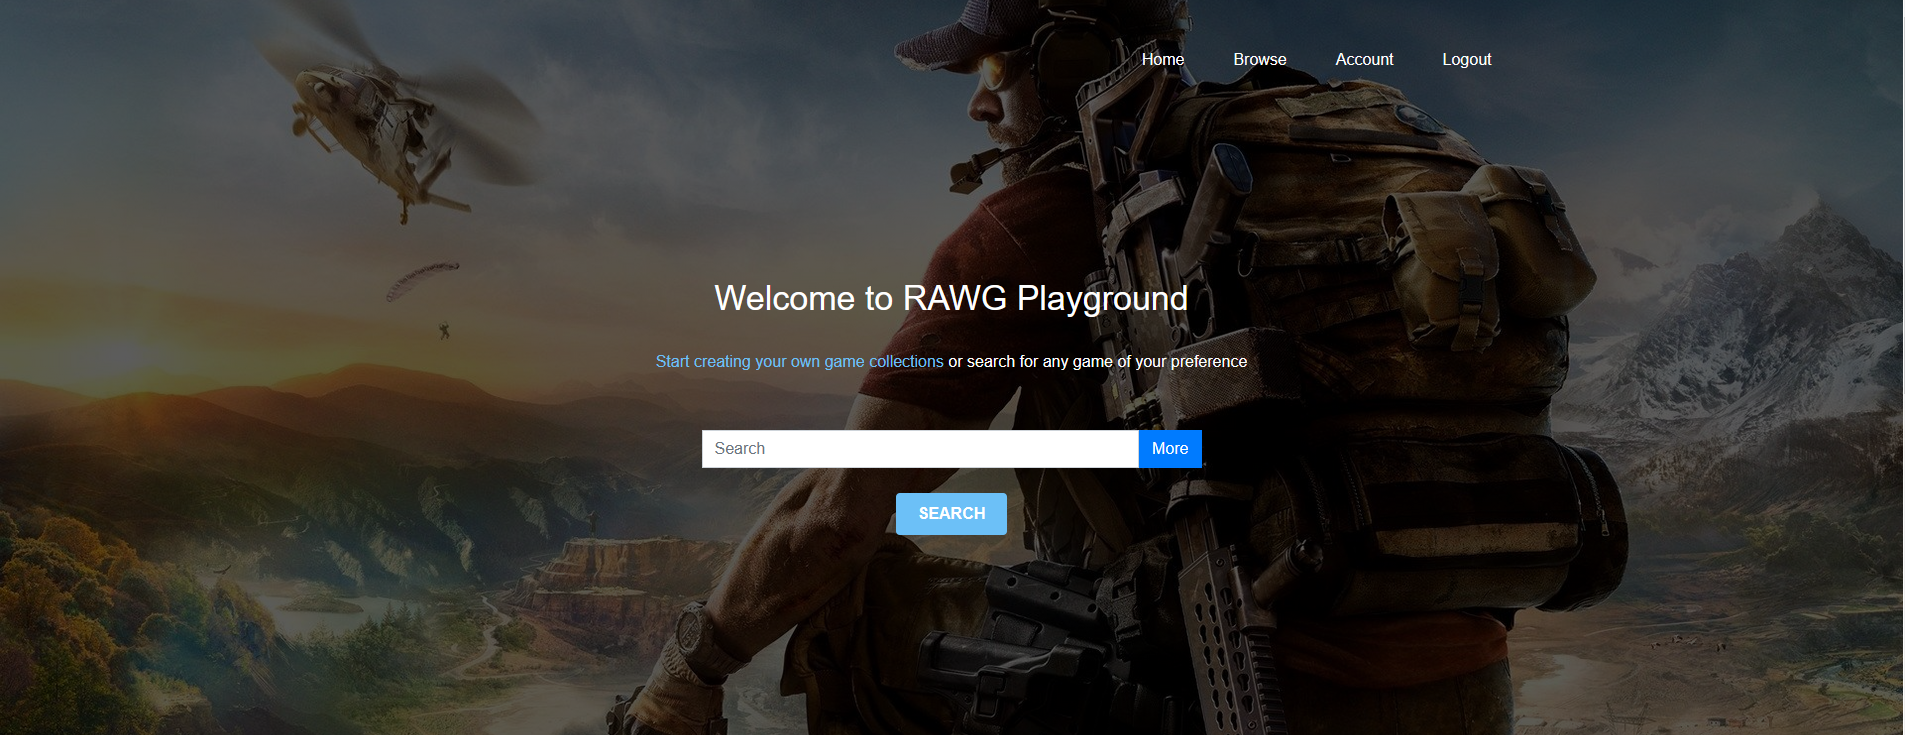 Home Browse Account Logout
Welcome to RAWG Playground
Start creating your own game collections or search for any game of your preference
Search More
SEARCH